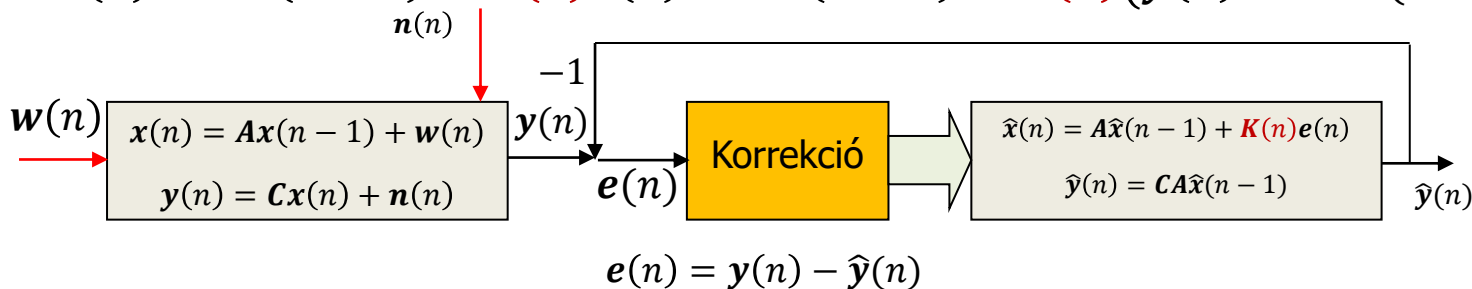 n(n)
−1
w(n)
x(n) = Ax(n − 1) + w(n)
y(n) = Cx(n) + n(n)
y(n)
e(n)
Korrekció
x̂(n) = Ax̂(n − 1) + K(n)e(n)
ŷ(n) = CAx̂(n − 1)
ŷ(n)
e(n) = y(n) − ŷ(n)